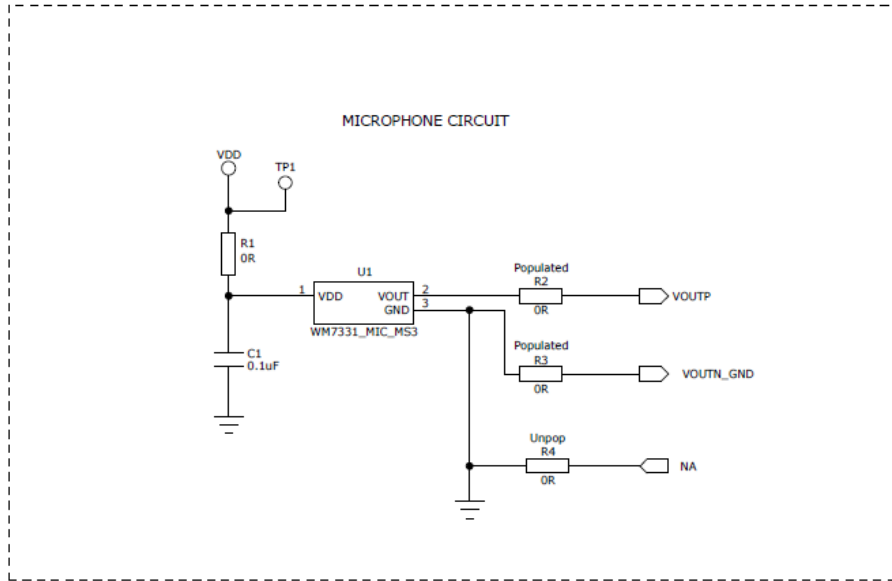 MICROPHONE CIRCUIT
VDD
TP1
R1
0R
U1
1
VDD
VOUT
2
GND
3
WM7331_MIC_MS3
C1
0.1uF
Populated
R2
0R
VOUTP
Populated
R3
0R
VOUTN_GND
Unpop
R4
0R
NA